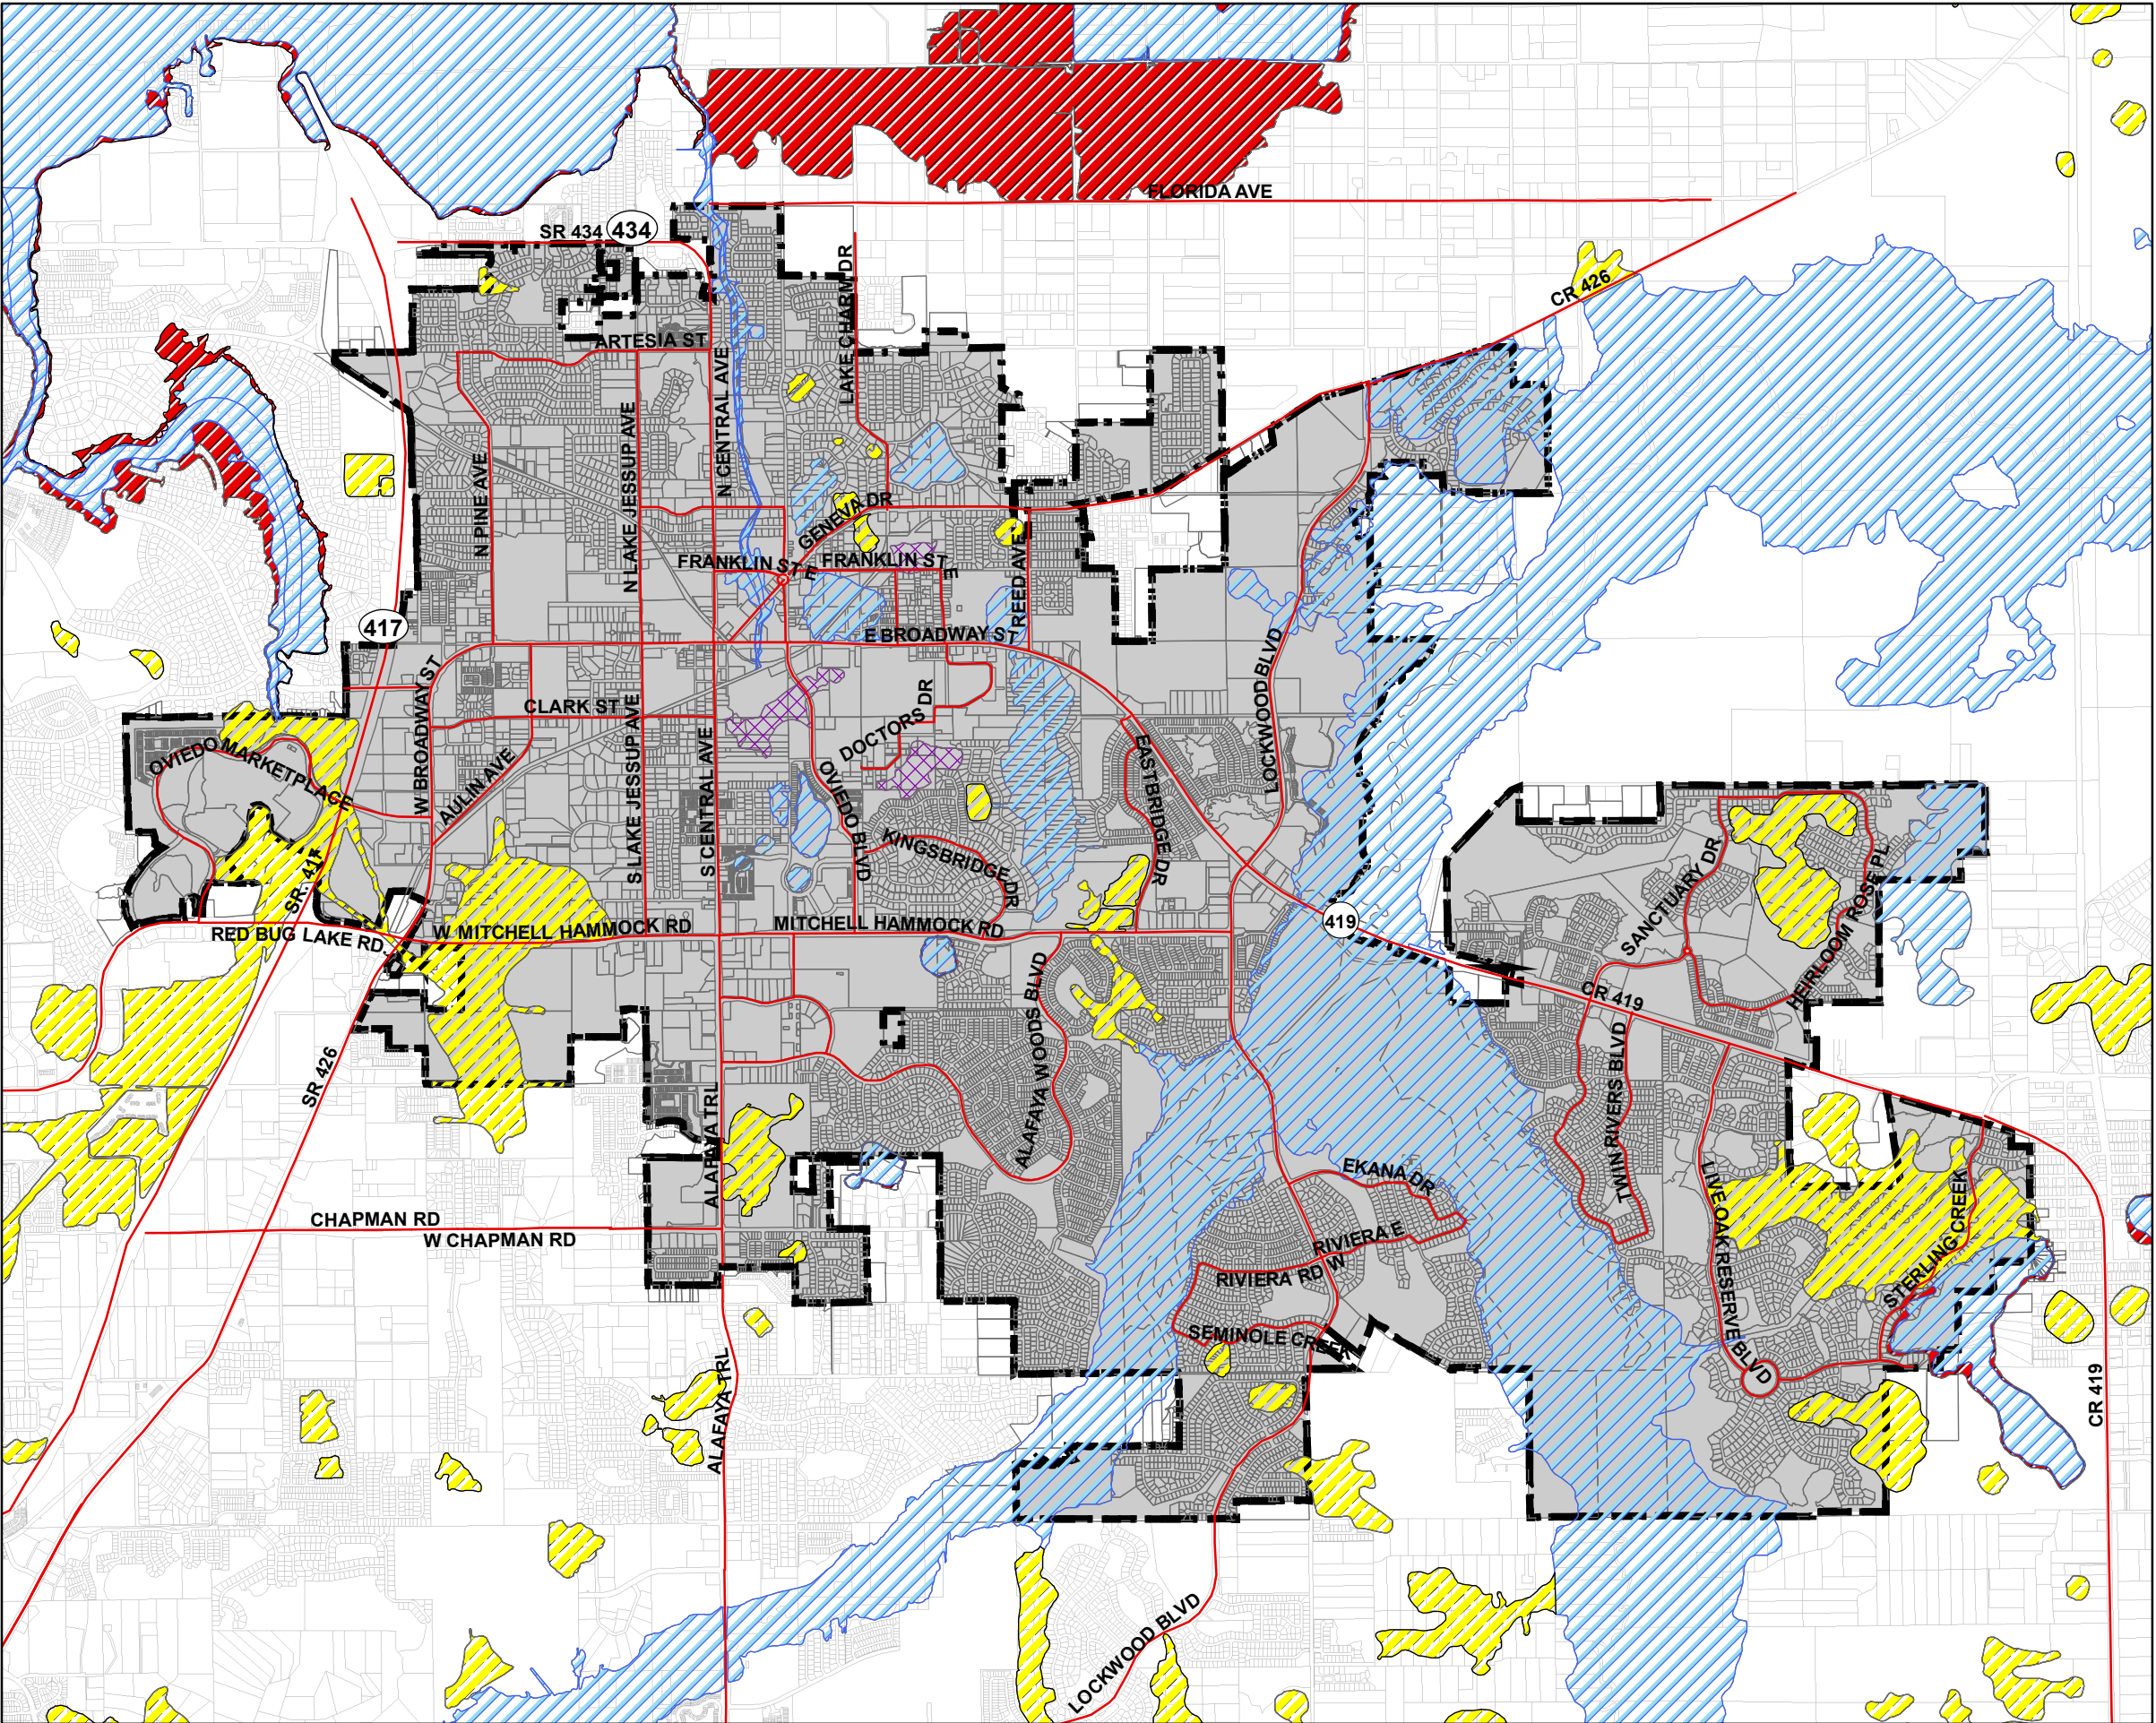 FLORIDA AVE
SR 434
434
LAKE CHARM DR
CR 426
ARTESIA ST
N CENTRAL AVE
N LAKE JESSUP AVE
N PINE AVE
GENEVA DR
FRANKLIN ST E
FRANKLIN ST E
REED AVE
417
E BROADWAY ST
W BROADWAY ST
LOCKWOOD BLVD
CLARK ST
DOCTORS DR
S LAKE JESSUP AVE
S CENTRAL AVE
OVIEDO MARKETPLACE
AULIN AVE
OVIEDO BLVD
EASTBRIDGE DR
KINGSBRIDGE DR
SANCTUARY DR
HEIRLOOM ROSE PL
SR. 417
RED BUG LAKE RD
W MITCHELL HAMMOCK RD
MITCHELL HAMMOCK RD
419
CR 419
ALAFAYA WOODS BLVD
TWIN RIVERS BLVD
SR 426
ALAFAYA TRL
EKANA DR
LIVE OAK RESERVE BLVD
STERLING CREEK
CHAPMAN RD
W CHAPMAN RD
RIVIERA E
RIVIERA RD W
SEMINOLE CREEK
ALAFAYA TRL
CR 419
LOCKWOOD BLVD